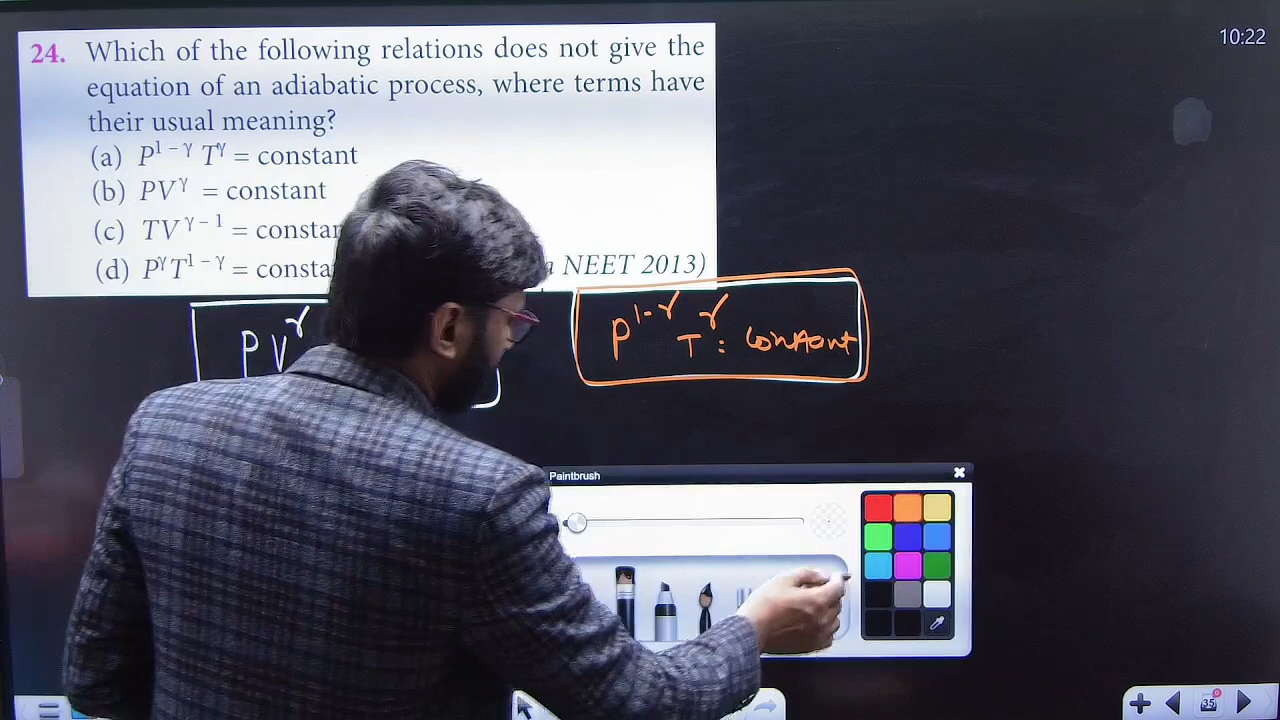 10:22
24. Which of the following relations does not give the
equation of an adiabatic process, where terms have
their usual meaning?
(a) P^{1 – γ} T^γ = constant
(b) PV^γ = constant
(c) TV^{γ – 1} = constan
(d) P^γT^{1 – γ} = consta
NEET 2013)
PV^γ
P^{1-γ} T^γ : constant
Paintbrush
35